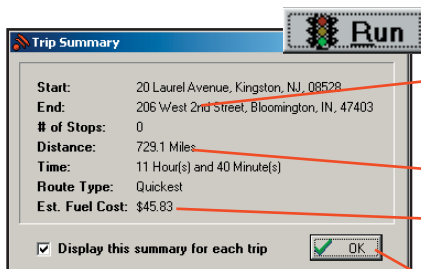 Run
Trip Summary
Start: 20 Laurel Avenue, Kingston, NJ, 08528
End: 206 West 2nd Street, Bloomington, IN, 47403
# of Stops: 0
Distance: 729.1 Miles
Time: 11 Hour(s) and 40 Minute(s)
Route Type: Quickest
Est. Fuel Cost: $45.83
Display this summary for each trip
OK